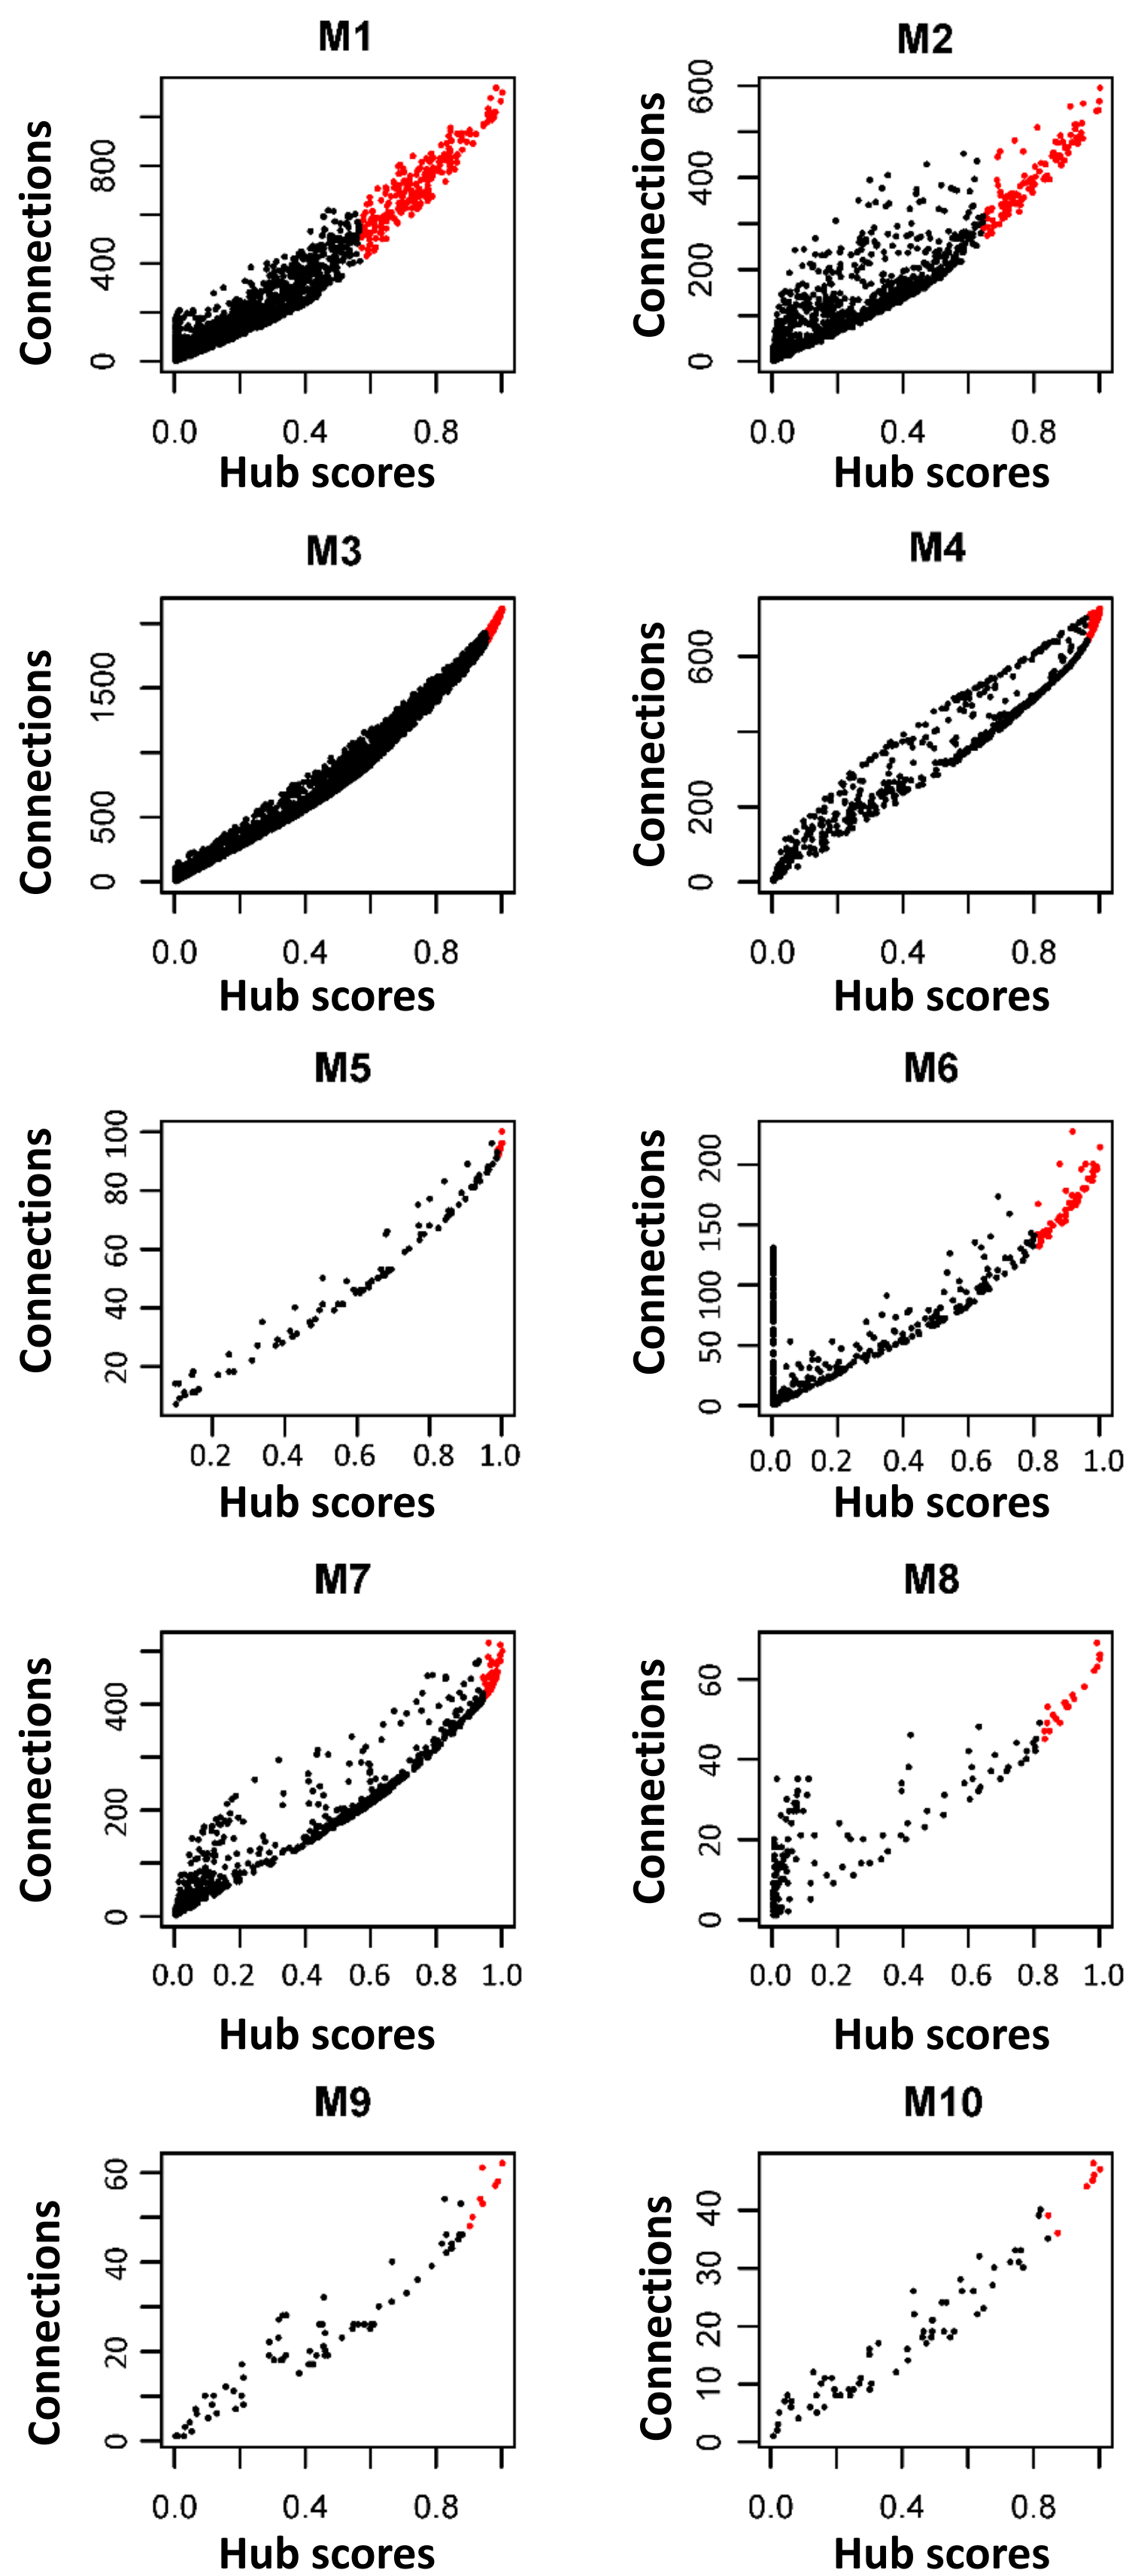 M1
Connections
0 400 800
0.0 0.4 0.8
Hub scores
M2
Connections
0 200 400 600
0.0 0.4 0.8
Hub scores
M3
Connections
0 500 1500
0.0 0.4 0.8
Hub scores
M4
Connections
0 200 600
0.0 0.4 0.8
Hub scores
M5
Connections
20 40 60 80 100
0.2 0.4 0.6 0.8 1.0
Hub scores
M6
Connections
0 50 100 150 200
0.0 0.2 0.4 0.6 0.8 1.0
Hub scores
M7
Connections
0 200 400
0.0 0.2 0.4 0.6 0.8 1.0
Hub scores
M8
Connections
0 20 40 60
0.0 0.2 0.4 0.6 0.8 1.0
Hub scores
M9
Connections
0 20 40 60
0.0 0.4 0.8
Hub scores
M10
Connections
0 10 20 30 40
0.0 0.4 0.8
Hub scores